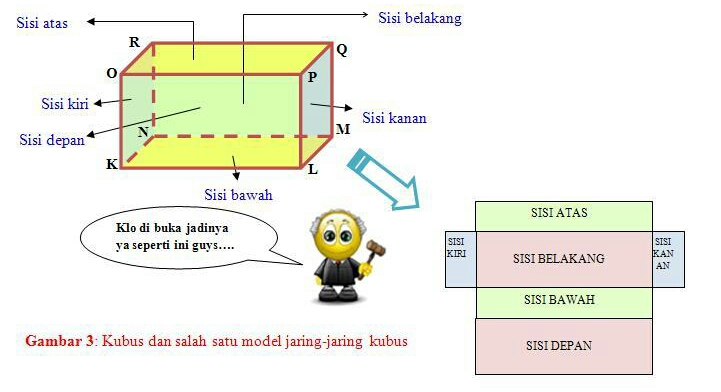 Sisi atas
Sisi belakang
R
Q
O
P
Sisi kiri
Sisi kanan
N
M
Sisi depan
K
L
Sisi bawah
Klo di buka jadinya
ya seperti ini guys....
SISI ATAS
SISI
KIRI
SISI BELAKANG
SISI
KAN
AN
SISI BAWAH
SISI DEPAN
Gambar 3: Kubus dan salah satu model jaring-jaring kubus